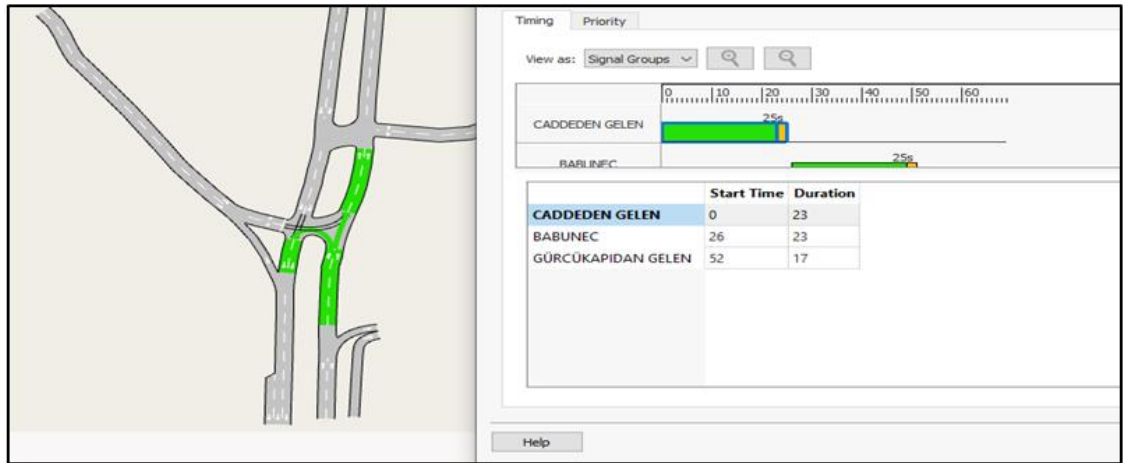 Timing Priority
View as: Signal Groups
0 10 20 30 40 50 60
CADDEDEN GELEN 25s
BABUNEC 25s
Start Time Duration
CADDEDEN GELEN 0 23
BABUNEC 26 23
GÜRCÜKAPIDAN GELEN 52 17
Help